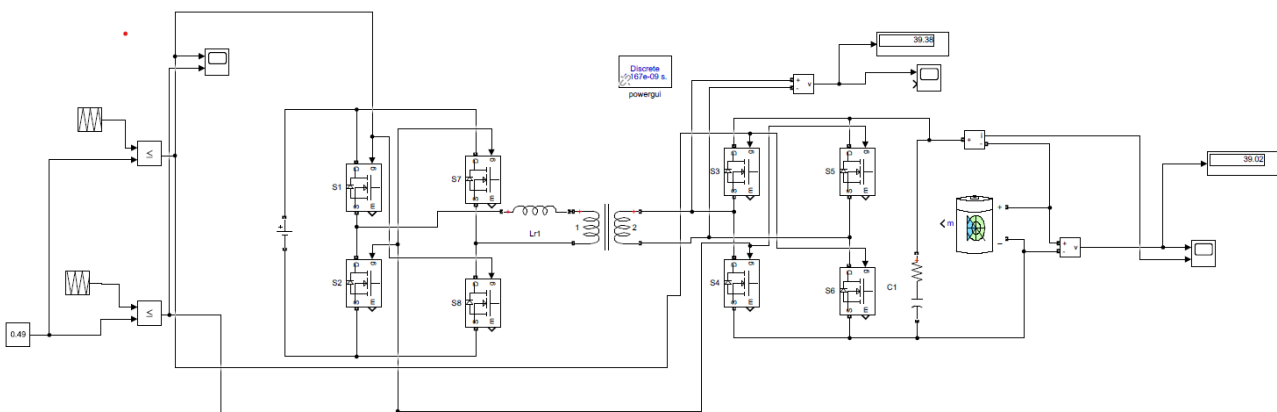 39.38
Discrete
167e-09 s.
powergui
v
S1
S7
S3
S5
39.02
Lr1
1
2
m
+
−
v
S2
S8
S4
S6
C1
0.49